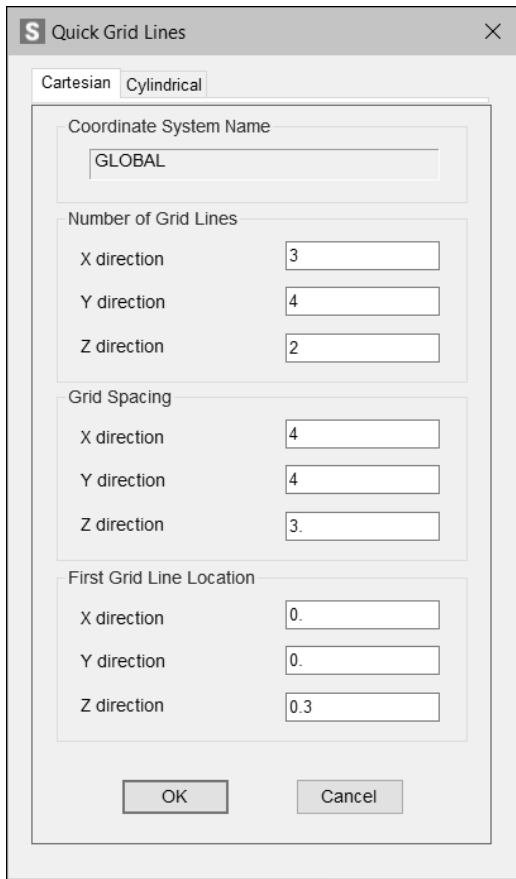 S Quick Grid Lines
Cartesian Cylindrical
Coordinate System Name
GLOBAL
Number of Grid Lines
X direction 3
Y direction 4
Z direction 2
Grid Spacing
X direction 4
Y direction 4
Z direction 3.
First Grid Line Location
X direction 0.
Y direction 0.
Z direction 0.3
OK Cancel